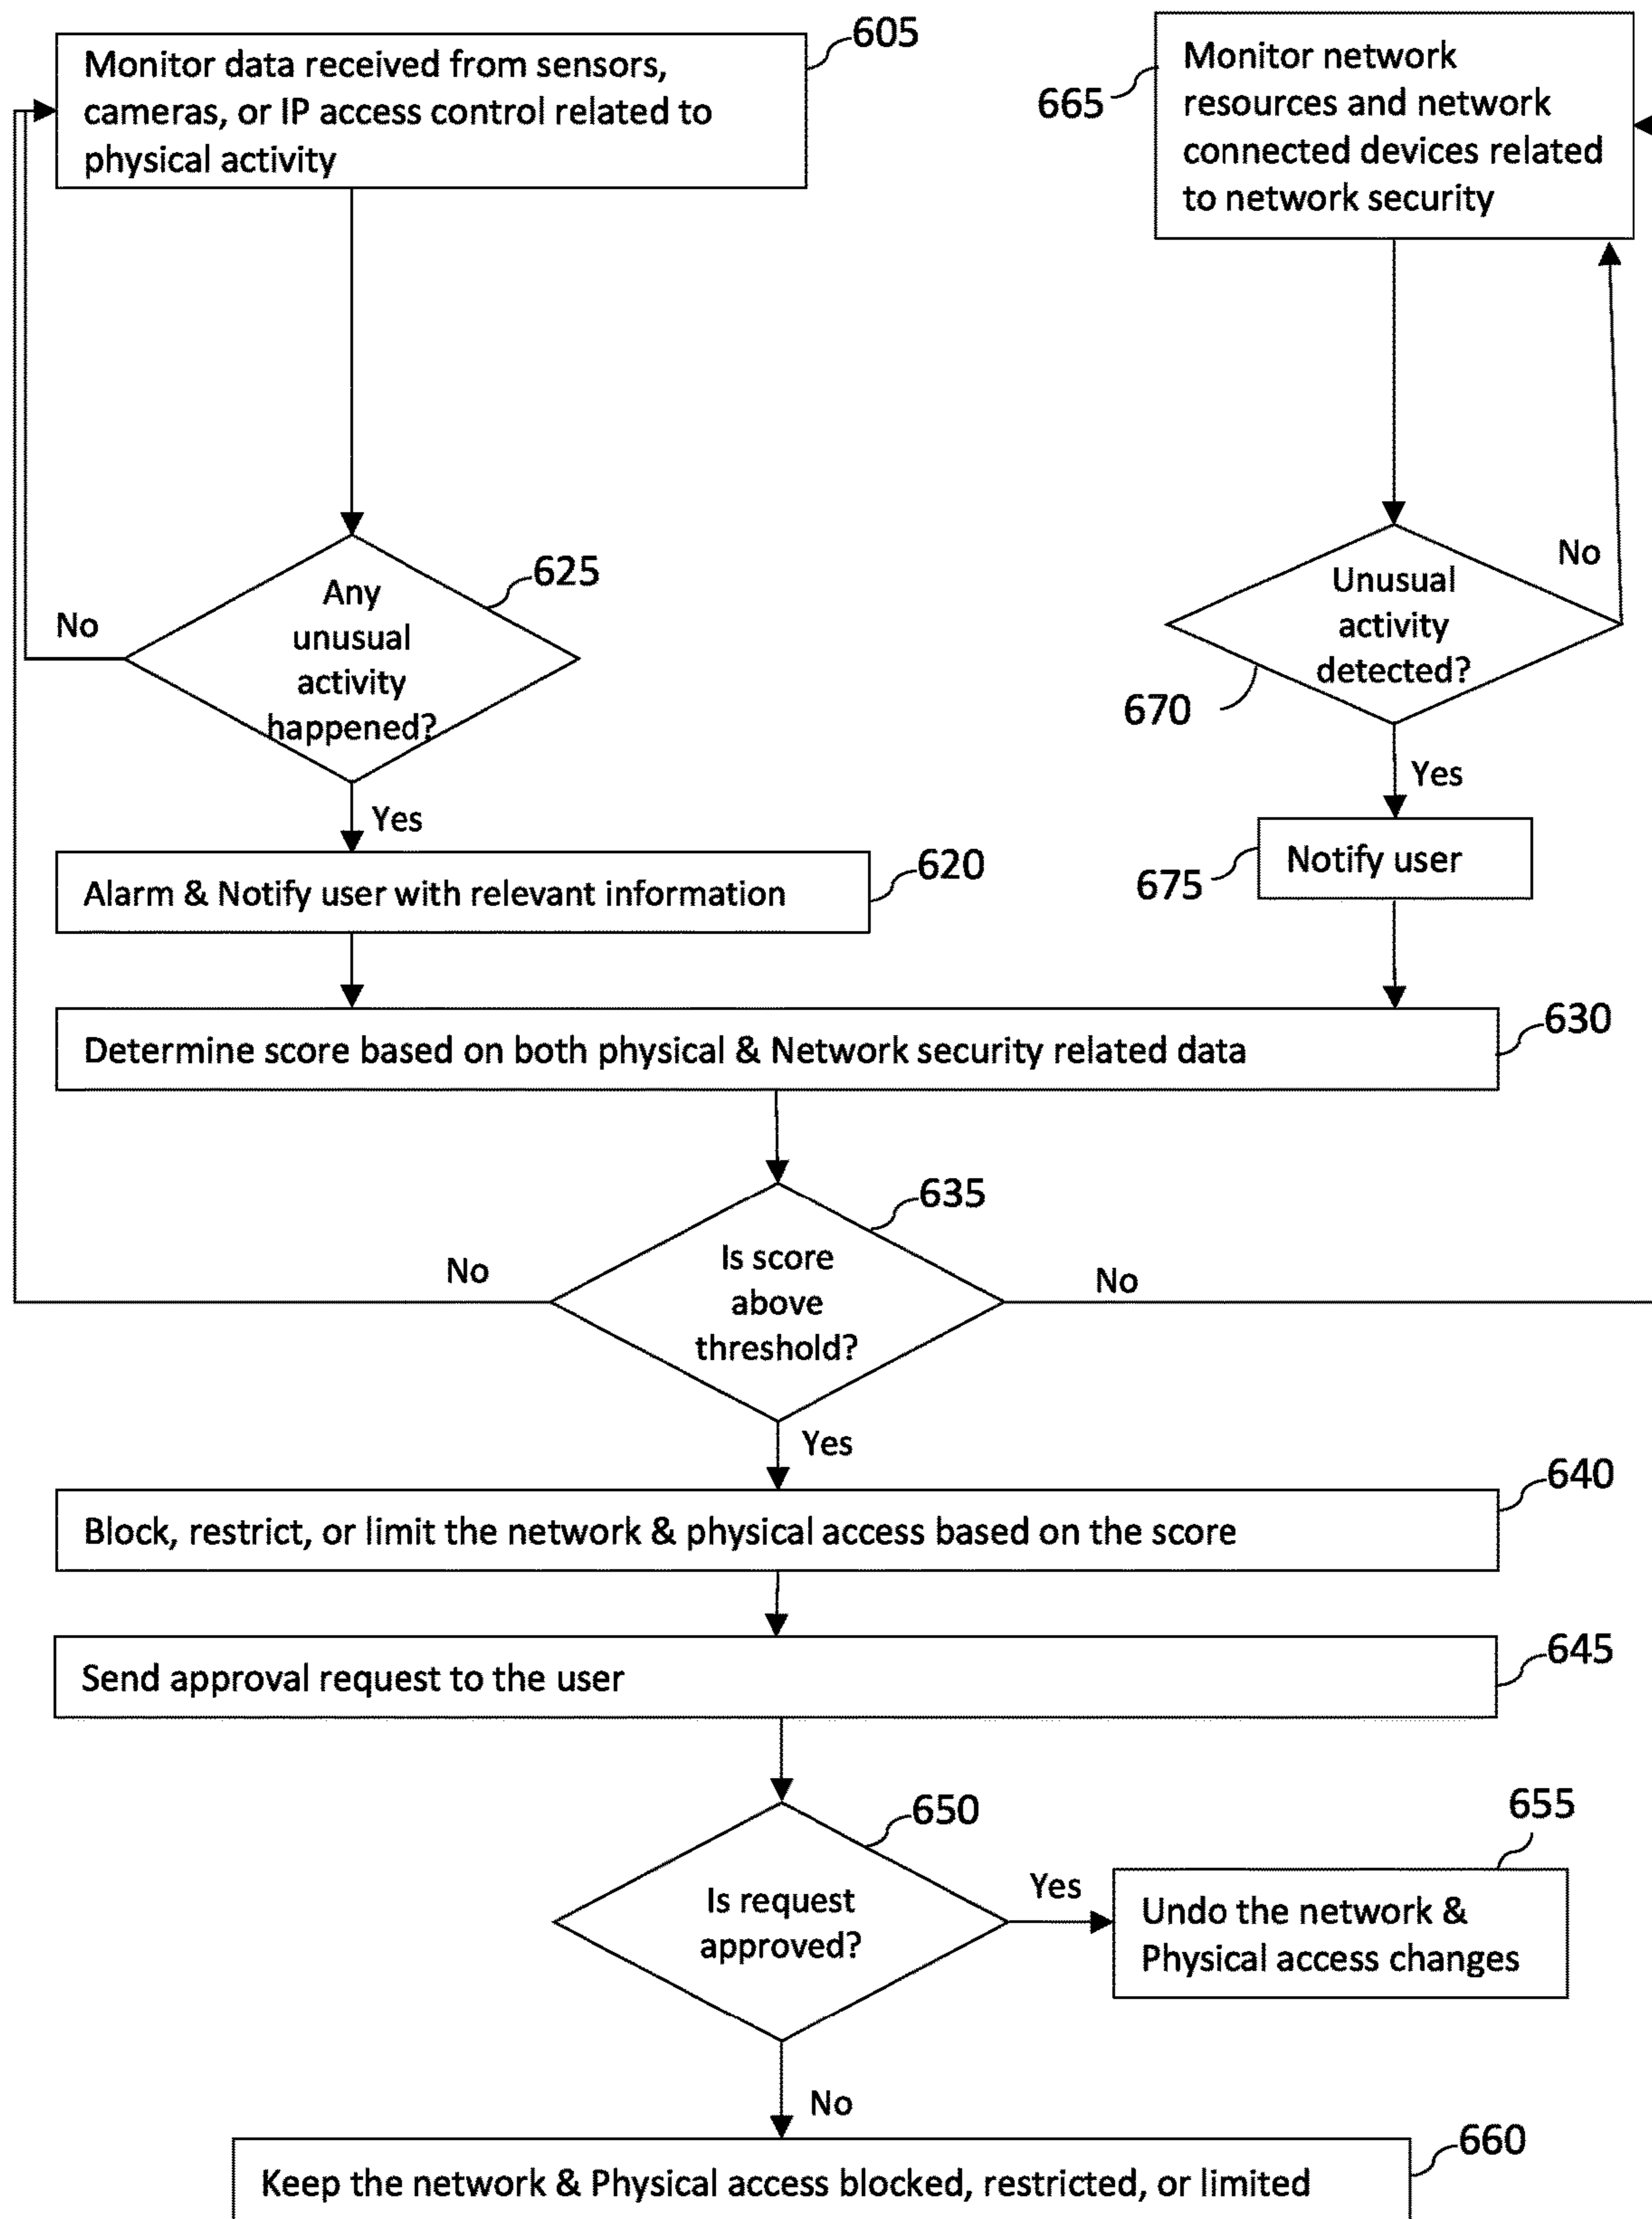 605
Monitor data received from sensors,
cameras, or IP access control related to
physical activity
665
Monitor network
resources and network
connected devices related
to network security
625
Any
unusual
activity
happened?
No
Yes
670
Unusual
activity
detected?
No
Yes
620
Alarm & Notify user with relevant information
675
Notify user
630
Determine score based on both physical & Network security related data
635
Is score
above
threshold?
No
No
Yes
640
Block, restrict, or limit the network & physical access based on the score
645
Send approval request to the user
650
Is request
approved?
Yes
655
Undo the network &
Physical access changes
No
660
Keep the network & Physical access blocked, restricted, or limited